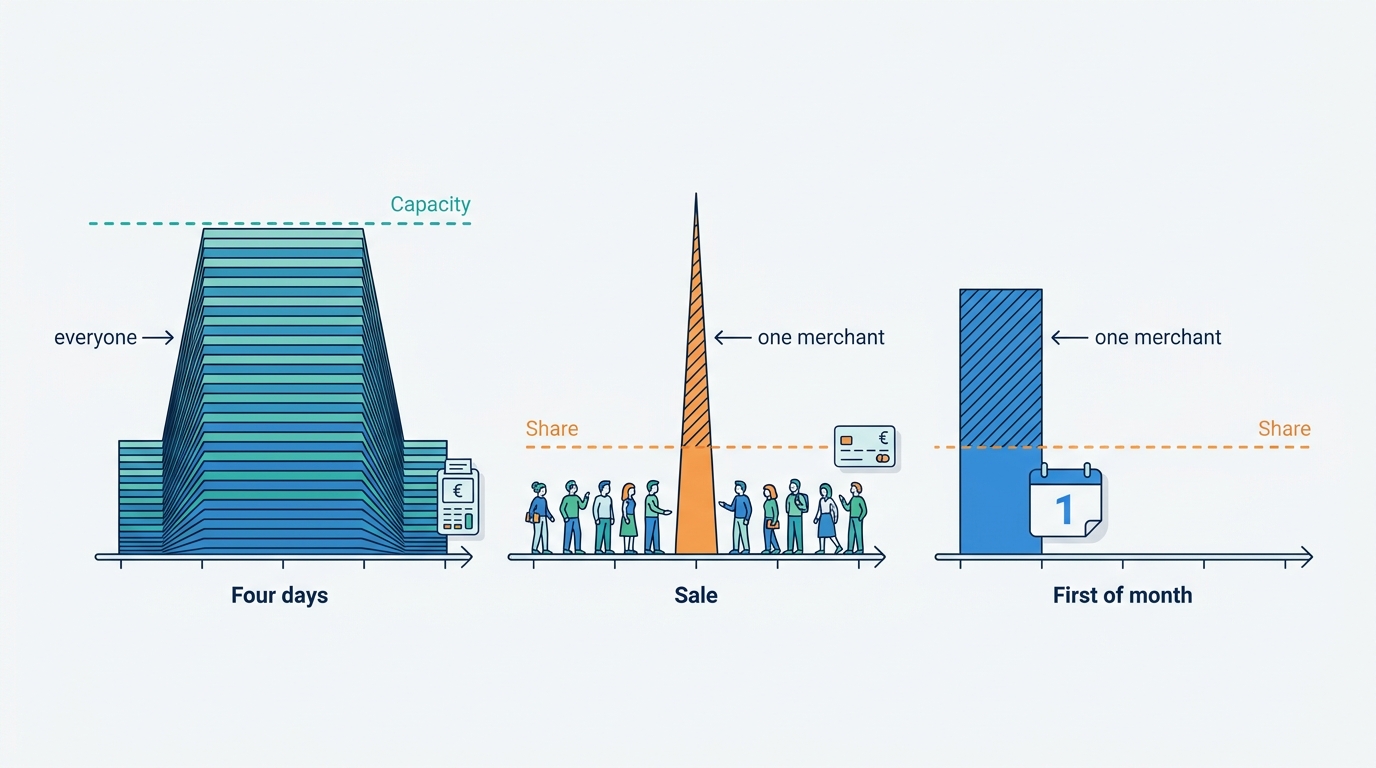 Capacity
everyone
€
Four days
Share
one merchant
€
Sale
one merchant
Share
1
First of month